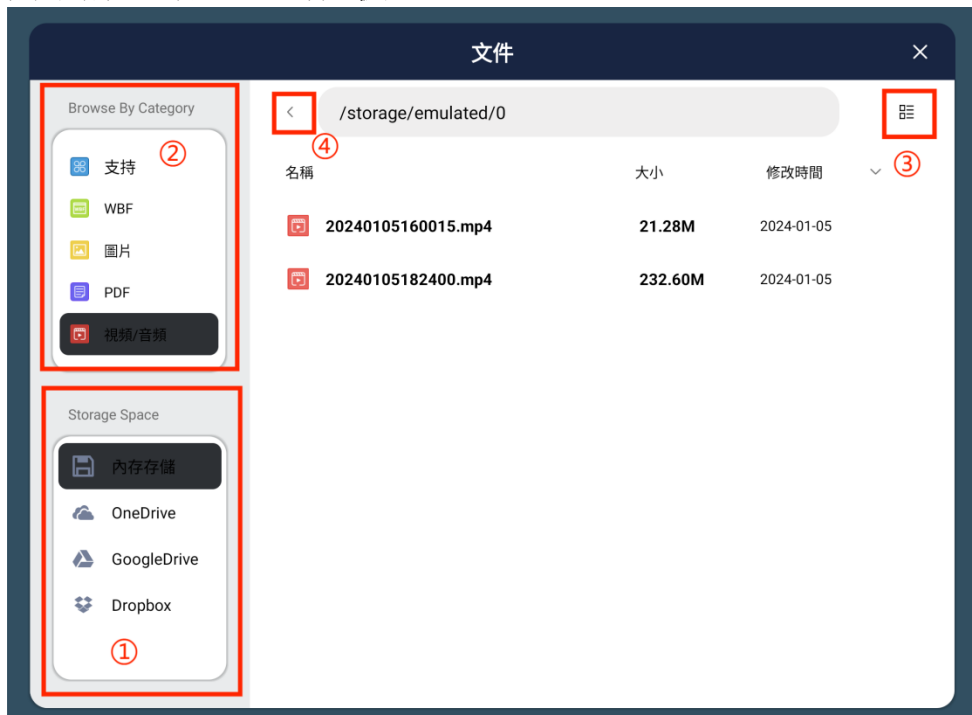 文件
Browse By Category
②
支持
WBF
圖片
PDF
視頻/音頻
Storage Space
內存存儲
OneDrive
GoogleDrive
Dropbox
①
/storage/emulated/0
④
③
名稱 大小 修改時間
20240105160015.mp4 21.28M 2024-01-05
20240105182400.mp4 232.60M 2024-01-05